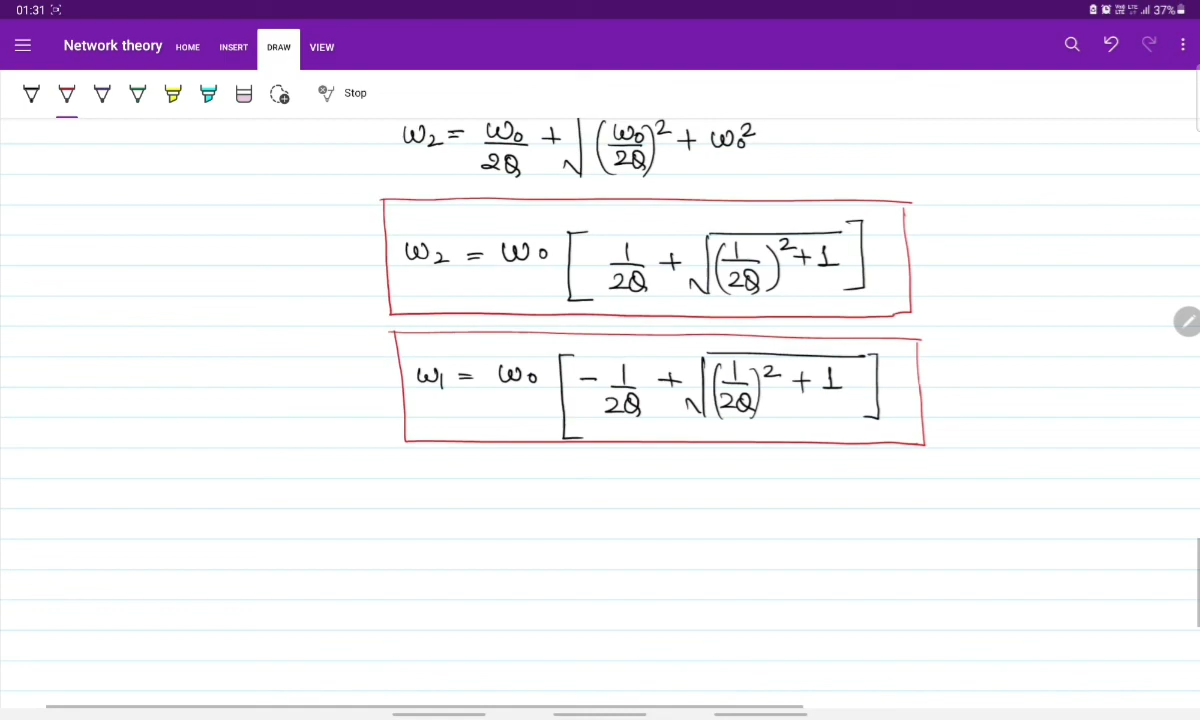 01:31 37%
Network theory HOME INSERT DRAW VIEW
Stop
ω₂ = ω₀/2Q + √(ω₀/2Q)² + ω₀²
ω₂ = ω₀ [ 1/2Q + √((1/2Q)² + 1) ]
ω₁ = ω₀ [ - 1/2Q + √((1/2Q)² + 1) ]